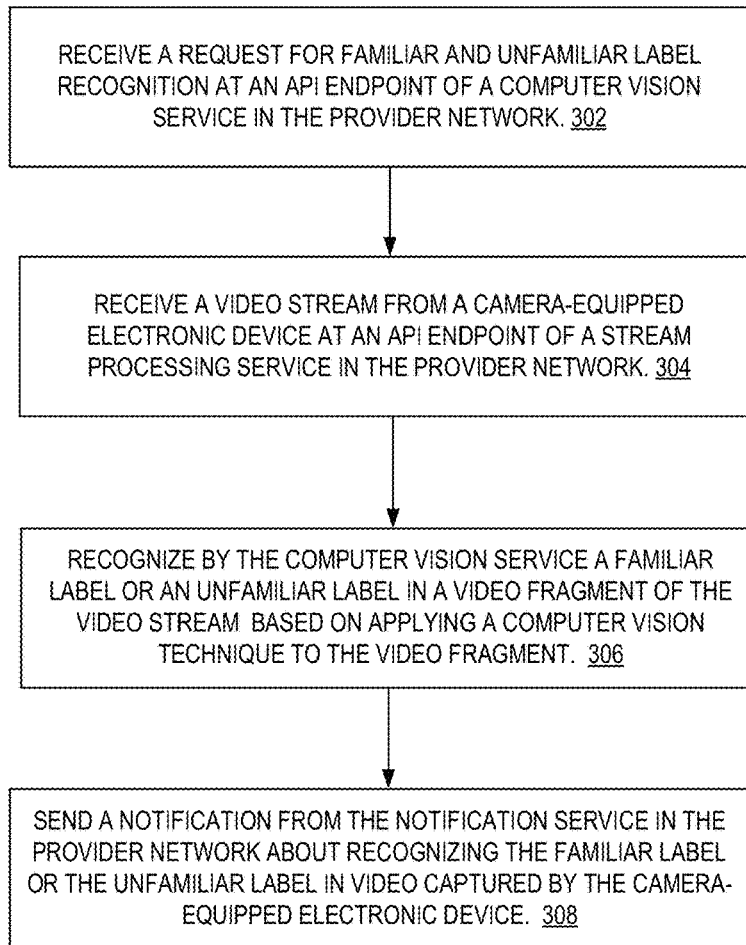 RECEIVE A REQUEST FOR FAMILIAR AND UNFAMILIAR LABEL
RECOGNITION AT AN API ENDPOINT OF A COMPUTER VISION
SERVICE IN THE PROVIDER NETWORK. 302
RECEIVE A VIDEO STREAM FROM A CAMERA-EQUIPPED
ELECTRONIC DEVICE AT AN API ENDPOINT OF A STREAM
PROCESSING SERVICE IN THE PROVIDER NETWORK. 304
RECOGNIZE BY THE COMPUTER VISION SERVICE A FAMILIAR
LABEL OR AN UNFAMILIAR LABEL IN A VIDEO FRAGMENT OF THE
VIDEO STREAM BASED ON APPLYING A COMPUTER VISION
TECHNIQUE TO THE VIDEO FRAGMENT. 306
SEND A NOTIFICATION FROM THE NOTIFICATION SERVICE IN THE
PROVIDER NETWORK ABOUT RECOGNIZING THE FAMILIAR LABEL
OR THE UNFAMILIAR LABEL IN VIDEO CAPTURED BY THE CAMERA-
EQUIPPED ELECTRONIC DEVICE. 308